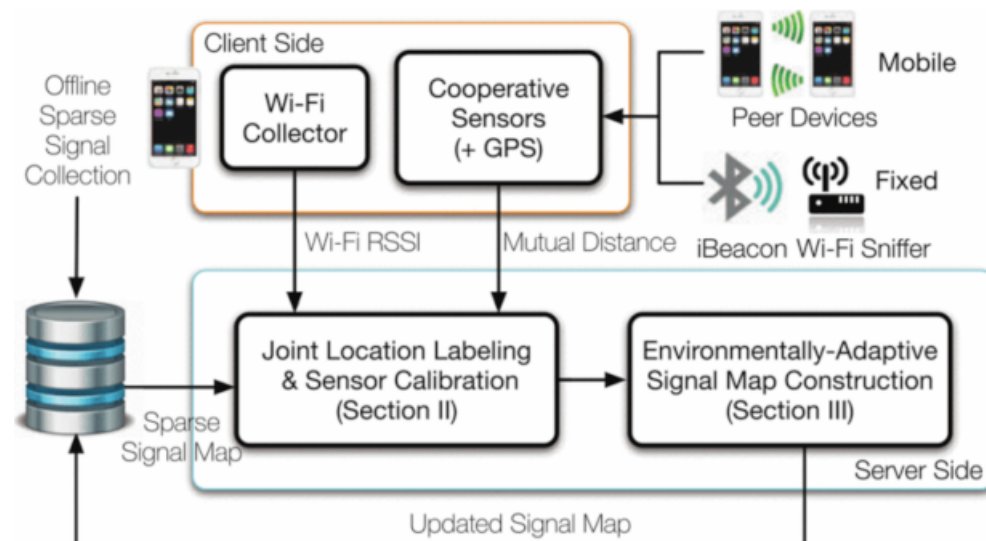 Offline
Sparse
Signal
Collection
Client Side
Wi-Fi
Collector
Cooperative
Sensors
(+ GPS)
Mobile
Peer Devices
Fixed
iBeacon Wi-Fi Sniffer
Wi-Fi RSSI
Mutual Distance
Joint Location Labeling
& Sensor Calibration
(Section II)
Environmentally-Adaptive
Signal Map Construction
(Section III)
Sparse
Signal Map
Server Side
Updated Signal Map